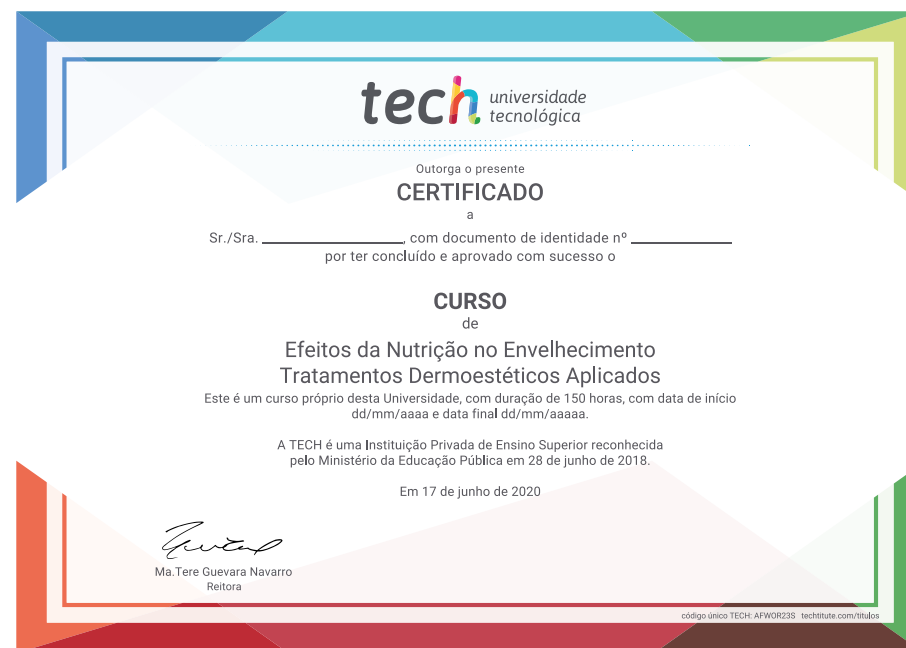 tech universidade
tecnológica
Outorga o presente
CERTIFICADO
a
Sr./Sra. ____________________, com documento de identidade nº ______________
por ter concluído e aprovado com sucesso o
CURSO
de
Efeitos da Nutrição no Envelhecimento
Tratamentos Dermoestéticos Aplicados
Este é um curso próprio desta Universidade, com duração de 150 horas, com data de início
dd/mm/aaaa e data final dd/mm/aaaaa.
A TECH é uma Instituição Privada de Ensino Superior reconhecida
pelo Ministério da Educação Pública em 28 de junho de 2018.
Em 17 de junho de 2020
Ma.Tere Guevara Navarro
Reitora
código único TECH: AFWOR23S techtitute.com/titulos